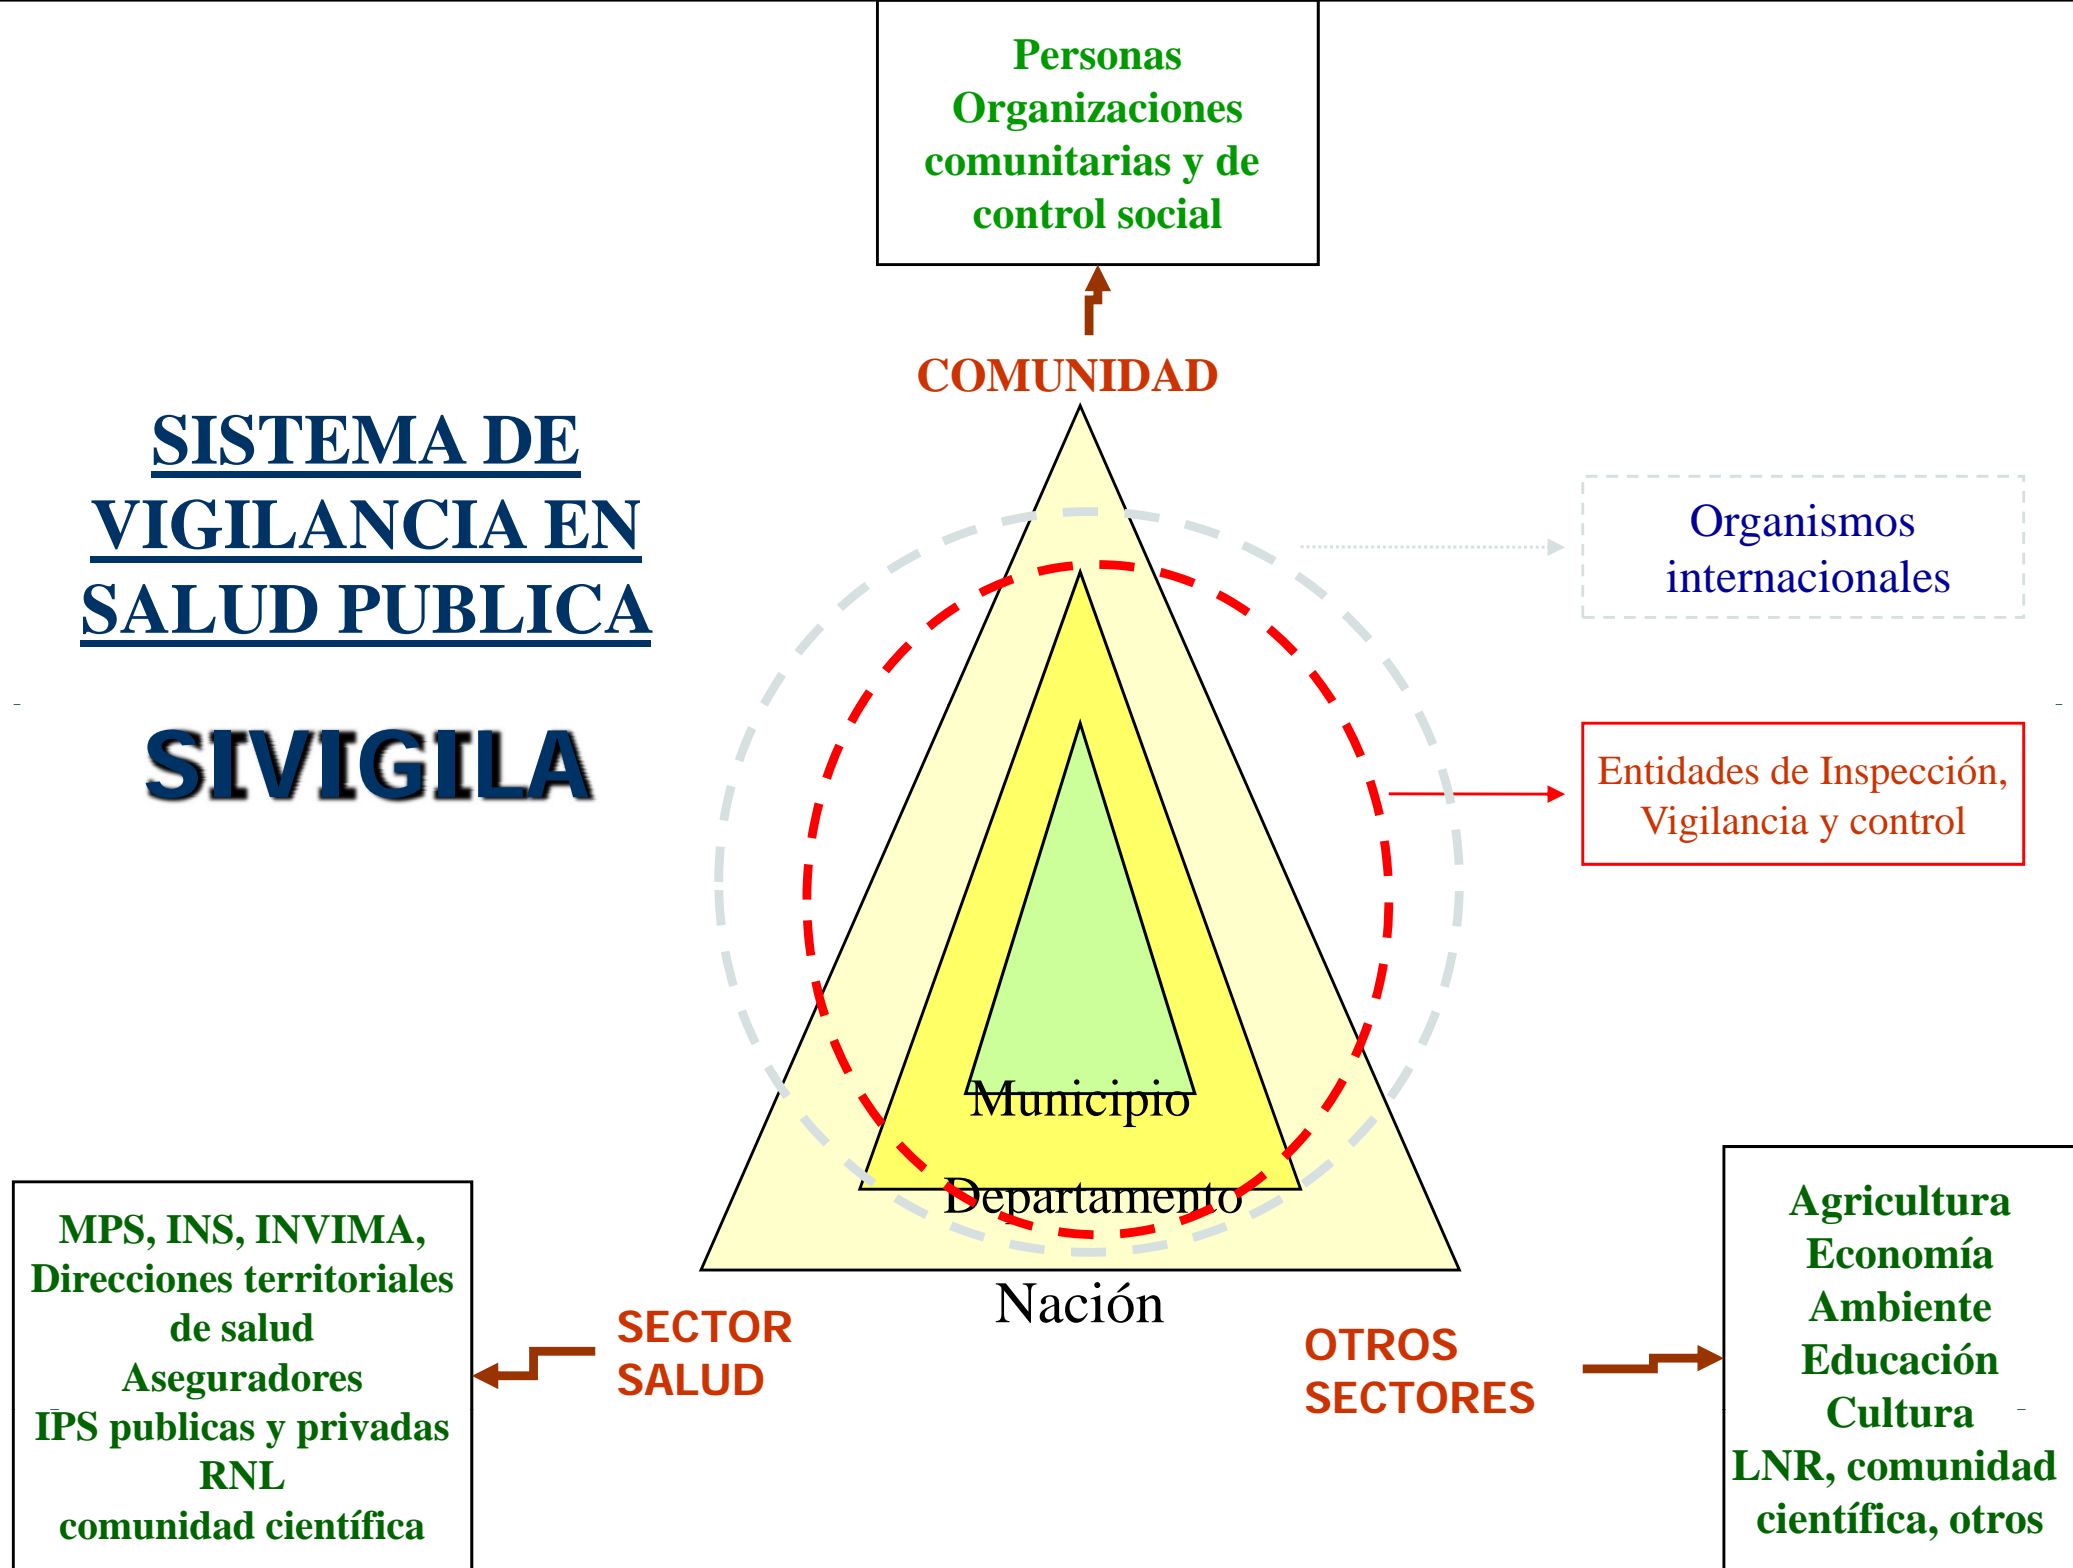 Personas
Organizaciones
comunitarias y de
control social
COMUNIDAD
SISTEMA DE
VIGILANCIA EN
SALUD PUBLICA
SIVIGILA
Organismos
internacionales
Entidades de Inspección,
Vigilancia y control
Municipio
Departamento
Nación
SECTOR
SALUD
OTROS
SECTORES
MPS, INS, INVIMA,
Direcciones territoriales
de salud
Aseguradores
IPS publicas y privadas
RNL
comunidad científica
Agricultura
Economía
Ambiente
Educación
Cultura
LNR, comunidad
científica, otros